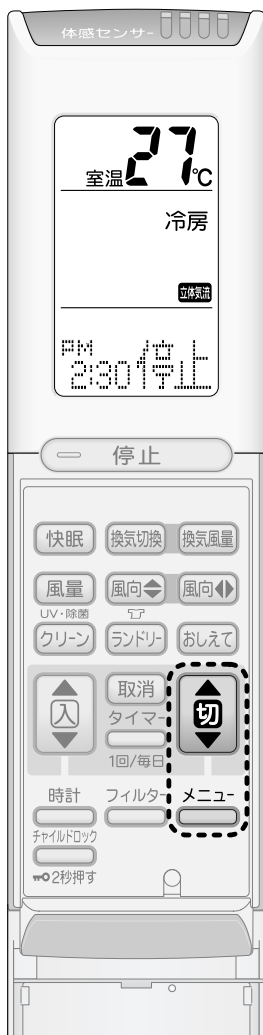 体感センサー
27
室温 ℃
冷房
立体気流
PM 2:30 停止
停止
快眠 換気切換 換気風量
風量 風向 風向
UV・除菌
クリーン ランドリー おしえて
入 取消 切
タイマー
1回/毎日
時計 フィルター メニュー
チャイルドロック
2秒押す